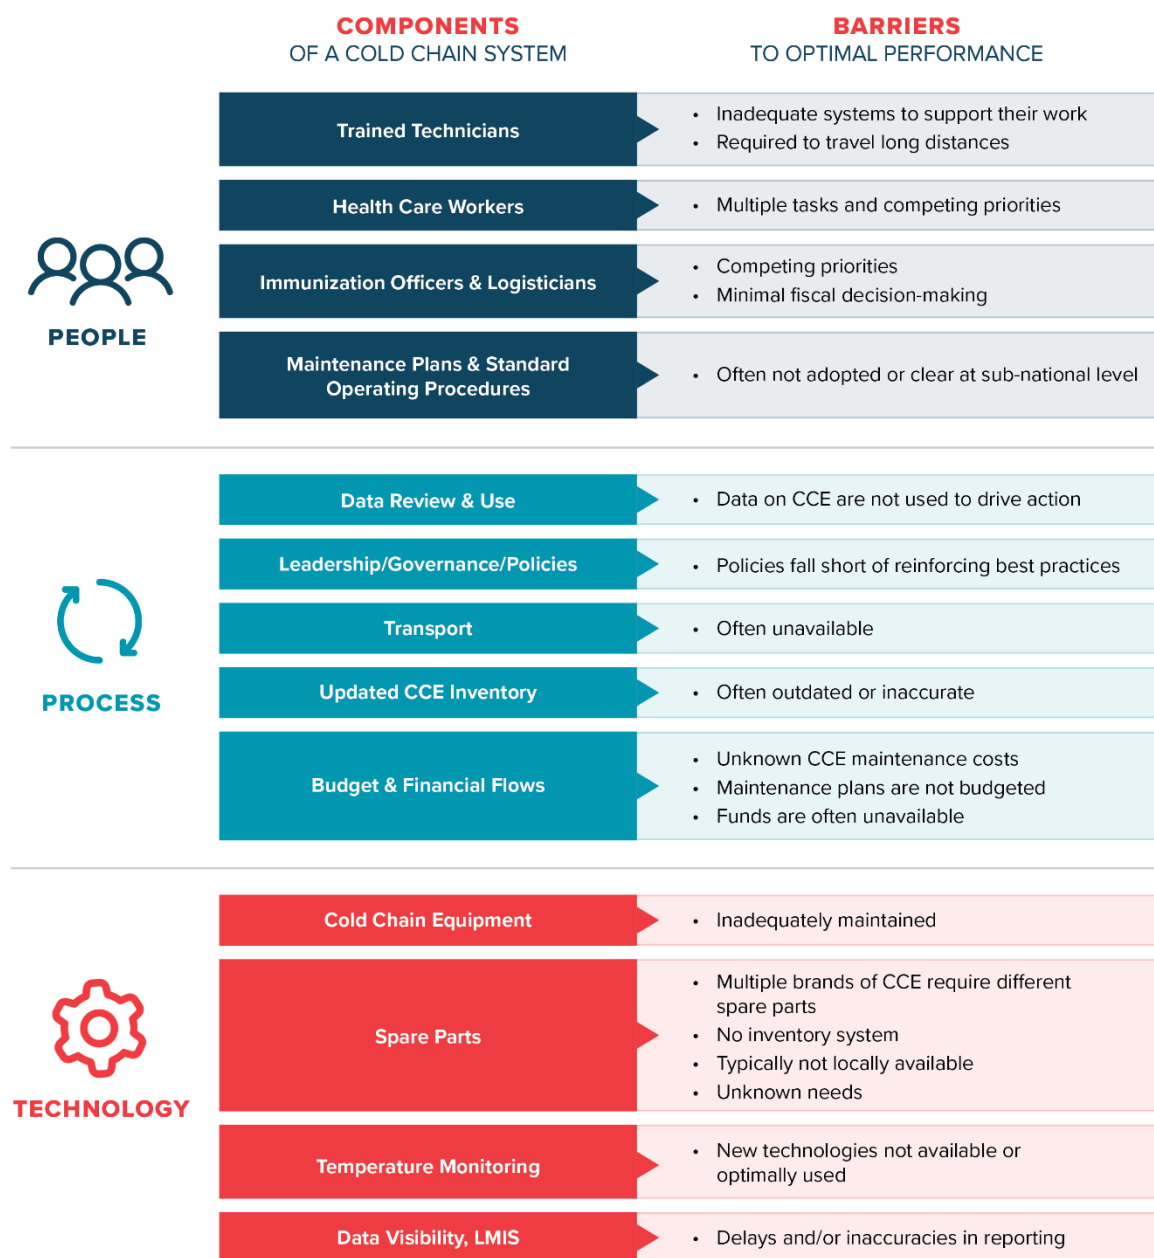 COMPONENTS
OF A COLD CHAIN SYSTEM
BARRIERS
TO OPTIMAL PERFORMANCE
PEOPLE
Trained Technicians
• Inadequate systems to support their work
• Required to travel long distances
Health Care Workers
• Multiple tasks and competing priorities
Immunization Officers & Logisticians
• Competing priorities
• Minimal fiscal decision-making
Maintenance Plans & Standard
Operating Procedures
• Often not adopted or clear at sub-national level
PROCESS
Data Review & Use
• Data on CCE are not used to drive action
Leadership/Governance/Policies
• Policies fall short of reinforcing best practices
Transport
• Often unavailable
Updated CCE Inventory
• Often outdated or inaccurate
Budget & Financial Flows
• Unknown CCE maintenance costs
• Maintenance plans are not budgeted
• Funds are often unavailable
TECHNOLOGY
Cold Chain Equipment
• Inadequately maintained
Spare Parts
• Multiple brands of CCE require different
spare parts
• No inventory system
• Typically not locally available
• Unknown needs
Temperature Monitoring
• New technologies not available or
optimally used
Data Visibility, LMIS
• Delays and/or inaccuracies in reporting